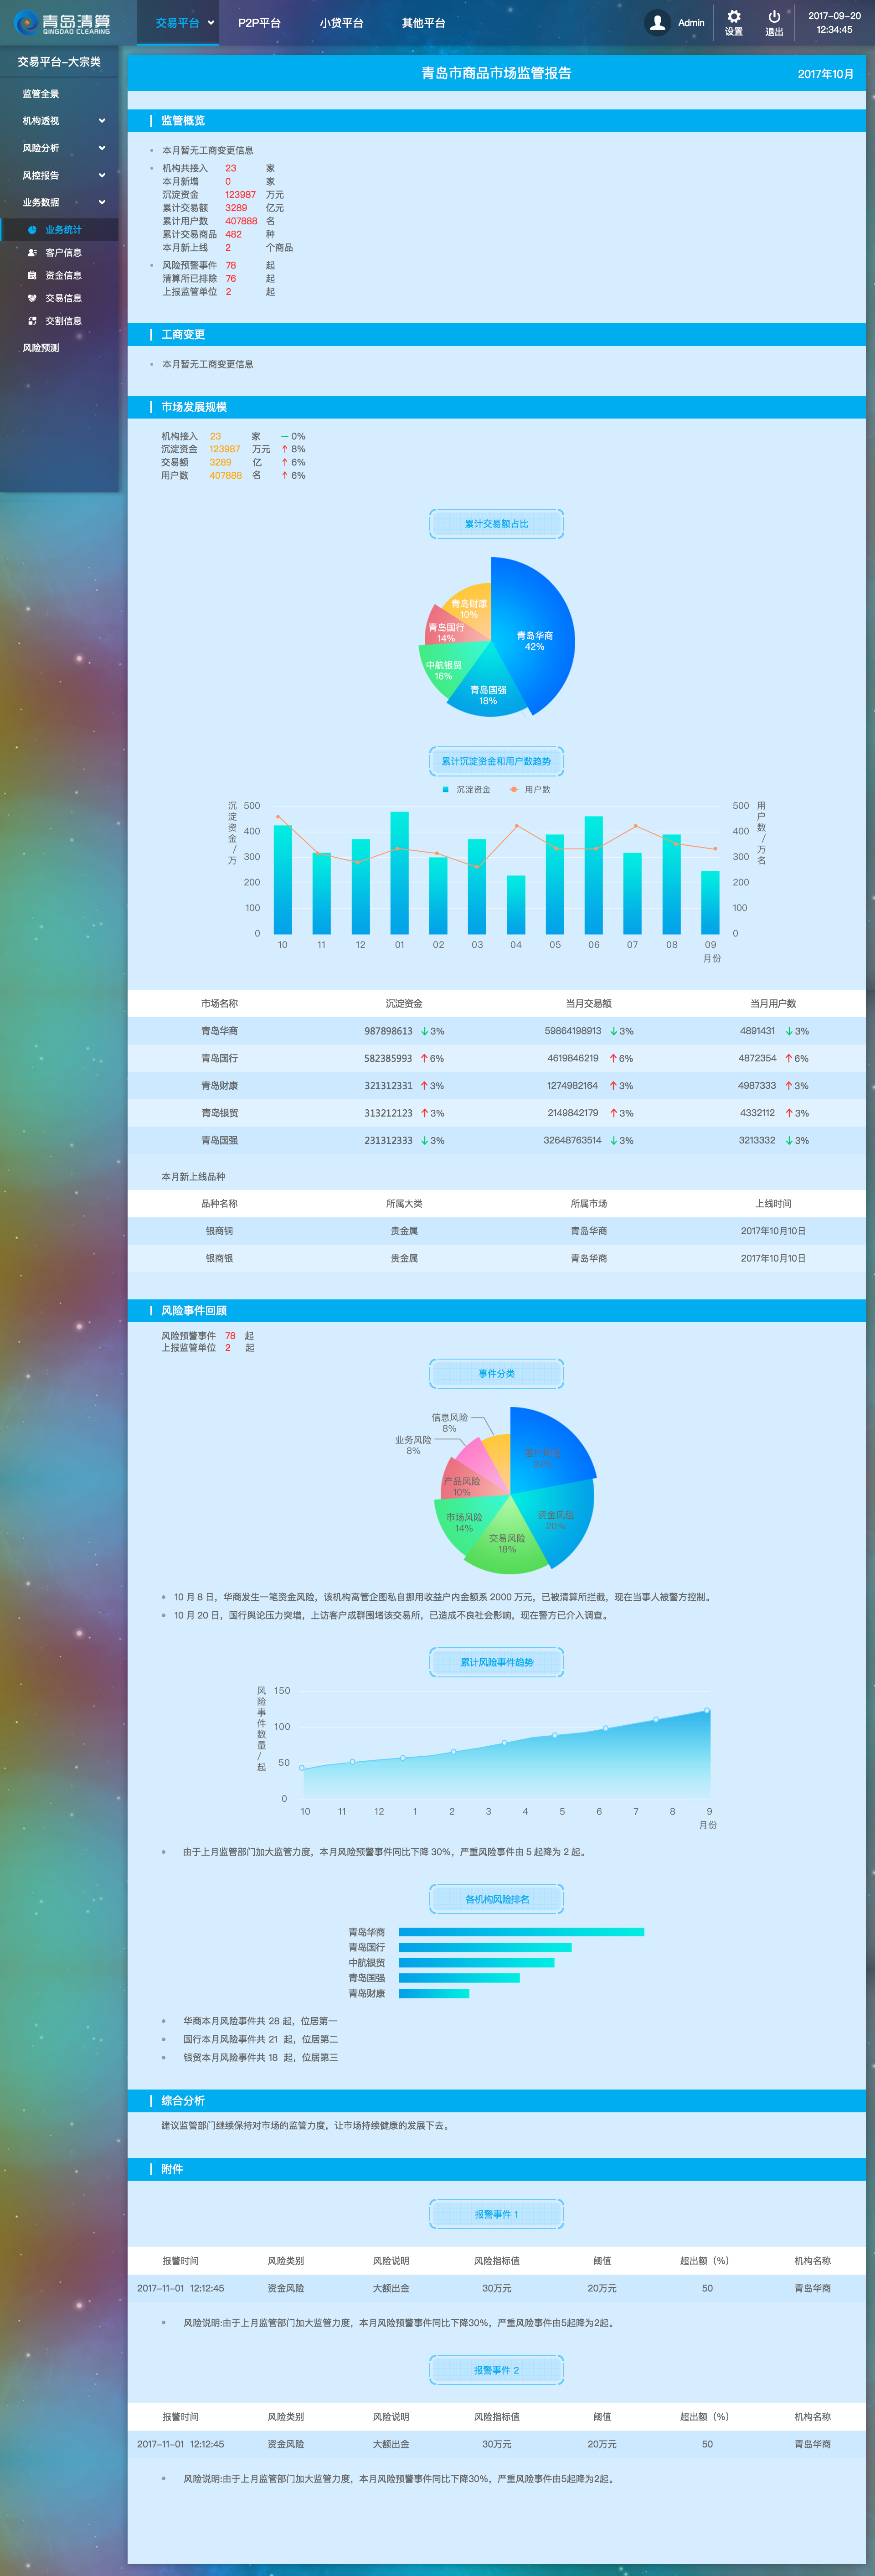 青岛清算
QINGDAO CLEARING
交易平台
P2P平台
小贷平台
其他平台
Admin
设置
退出
2017-09-20
12:34:45
交易平台-大宗类
监管全景
机构透视
风险分析
风控报告
业务数据
业务统计
客户信息
资金信息
交易信息
交割信息
风险预测
青岛市商品市场监管报告
2017年10月
监管概览
本月暂无工商变更信息
机构共接入 23 家
本月新增 0 家
沉淀资金 123987 万元
累计交易额 3289 亿元
累计用户数 407888 名
累计交易商品 482 种
本月新上线 2 个商品
风险预警事件 78 起
清算所已排除 76 起
上报监管单位 2 起
工商变更
本月暂无工商变更信息
市场发展规模
机构接入 23 家 0%
沉淀资金 123987 万元 8%
交易额 3289 亿 6%
用户数 407888 名 6%
累计交易额占比
青岛财康
10%
青岛国行
14%
青岛华商
42%
中航银贸
16%
青岛国强
18%
累计沉淀资金和用户数趋势
沉淀资金 用户数
沉淀资金/万
500
400
300
200
100
0
用户数/万名
500
400
300
200
100
0
10 11 12 01 02 03 04 05 06 07 08 09
月份
市场名称 沉淀资金 当月交易额 当月用户数
青岛华商 987898613 ↓3% 59864198913 ↓3% 4891431 ↓3%
青岛国行 582385993 ↑6% 4619846219 ↑6% 4872354 ↑6%
青岛财康 321312331 ↑3% 1274982164 ↑3% 4987333 ↑3%
青岛银贸 313212123 ↑3% 2149842179 ↑3% 4332112 ↑3%
青岛国强 231312333 ↓3% 32648763514 ↓3% 3213332 ↓3%
本月新上线品种
品种名称 所属大类 所属市场 上线时间
银商铜 贵金属 青岛华商 2017年10月10日
银商银 贵金属 青岛华商 2017年10月10日
风险事件回顾
风险预警事件 78 起
上报监管单位 2 起
事件分类
信息风险
8%
业务风险
8%
22%
产品风险
10%
资金风险
20%
市场风险
14%
交易风险
18%
10 月 8 日，华商发生一笔资金风险，该机构高管企图私自挪用收益户内金额系 2000 万元，已被清算所拦截，现在当事人被警方控制。
10 月 20 日，国行舆论压力突增，上访客户成群围堵该交易所，已造成不良社会影响，现在警方已介入调查。
累计风险事件趋势
风险事件数量/起
150
100
50
0
10 11 12 1 2 3 4 5 6 7 8 9
月份
由于上月监管部门加大监管力度，本月风险预警事件同比下降 30%，严重风险事件由 5 起降为 2 起。
各机构风险排名
青岛华商
青岛国行
中航银贸
青岛国强
青岛财康
华商本月风险事件共 28 起，位居第一
国行本月风险事件共 21 起，位居第二
银贸本月风险事件共 18 起，位居第三
综合分析
建议监管部门继续保持对市场的监管力度，让市场持续健康的发展下去。
附件
报警事件 1
报警时间 风险类别 风险说明 风险指标值 阈值 超出额（%） 机构名称
2017-11-01 12:12:45 资金风险 大额出金 30万元 20万元 50 青岛华商
风险说明:由于上月监管部门加大监管力度，本月风险预警事件同比下降30%，严重风险事件由5起降为2起。
报警事件 2
报警时间 风险类别 风险说明 风险指标值 阈值 超出额（%） 机构名称
2017-11-01 12:12:45 资金风险 大额出金 30万元 20万元 50 青岛华商
风险说明:由于上月监管部门加大监管力度，本月风险预警事件同比下降30%，严重风险事件由5起降为2起。